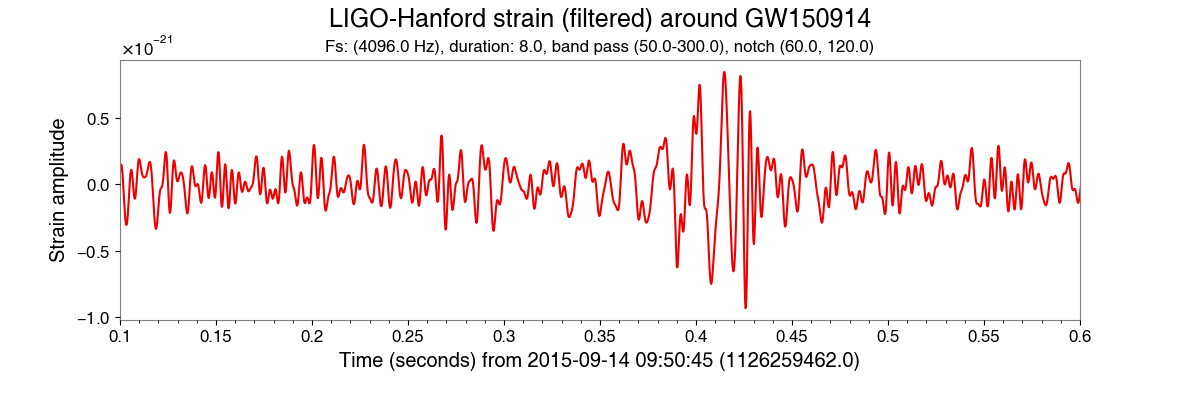 LIGO-Hanford strain (filtered) around GW150914
Fs: (4096.0 Hz), duration: 8.0, band pass (50.0-300.0), notch (60.0, 120.0)
×10−21
0.5
0.0
−0.5
−1.0
Strain amplitude
0.1 0.15 0.2 0.25 0.3 0.35 0.4 0.45 0.5 0.55 0.6
Time (seconds) from 2015-09-14 09:50:45 (1126259462.0)